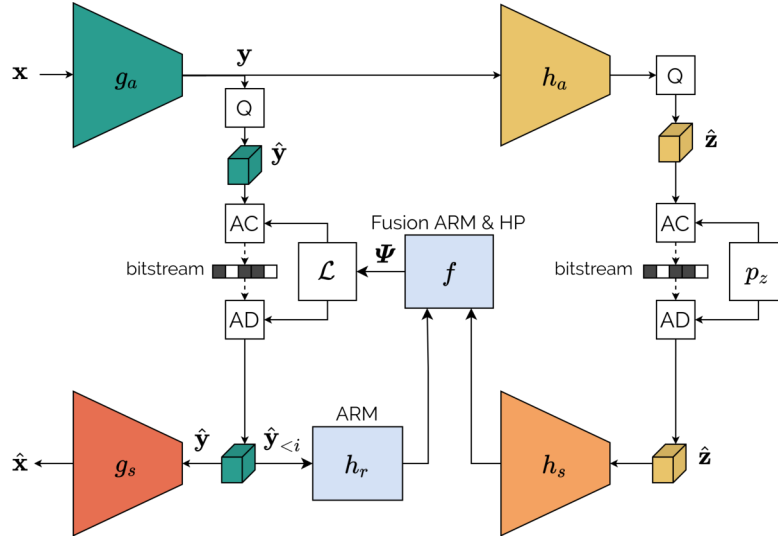 x
g_a
y
h_a
Q
Q
ŷ
ẑ
AC
AC
Fusion ARM & HP
bitstream
ℒ
Ψ
f
bitstream
p_z
AD
AD
ARM
x̂
g_s
ŷ
ŷ_{<i}
h_r
h_s
ẑ